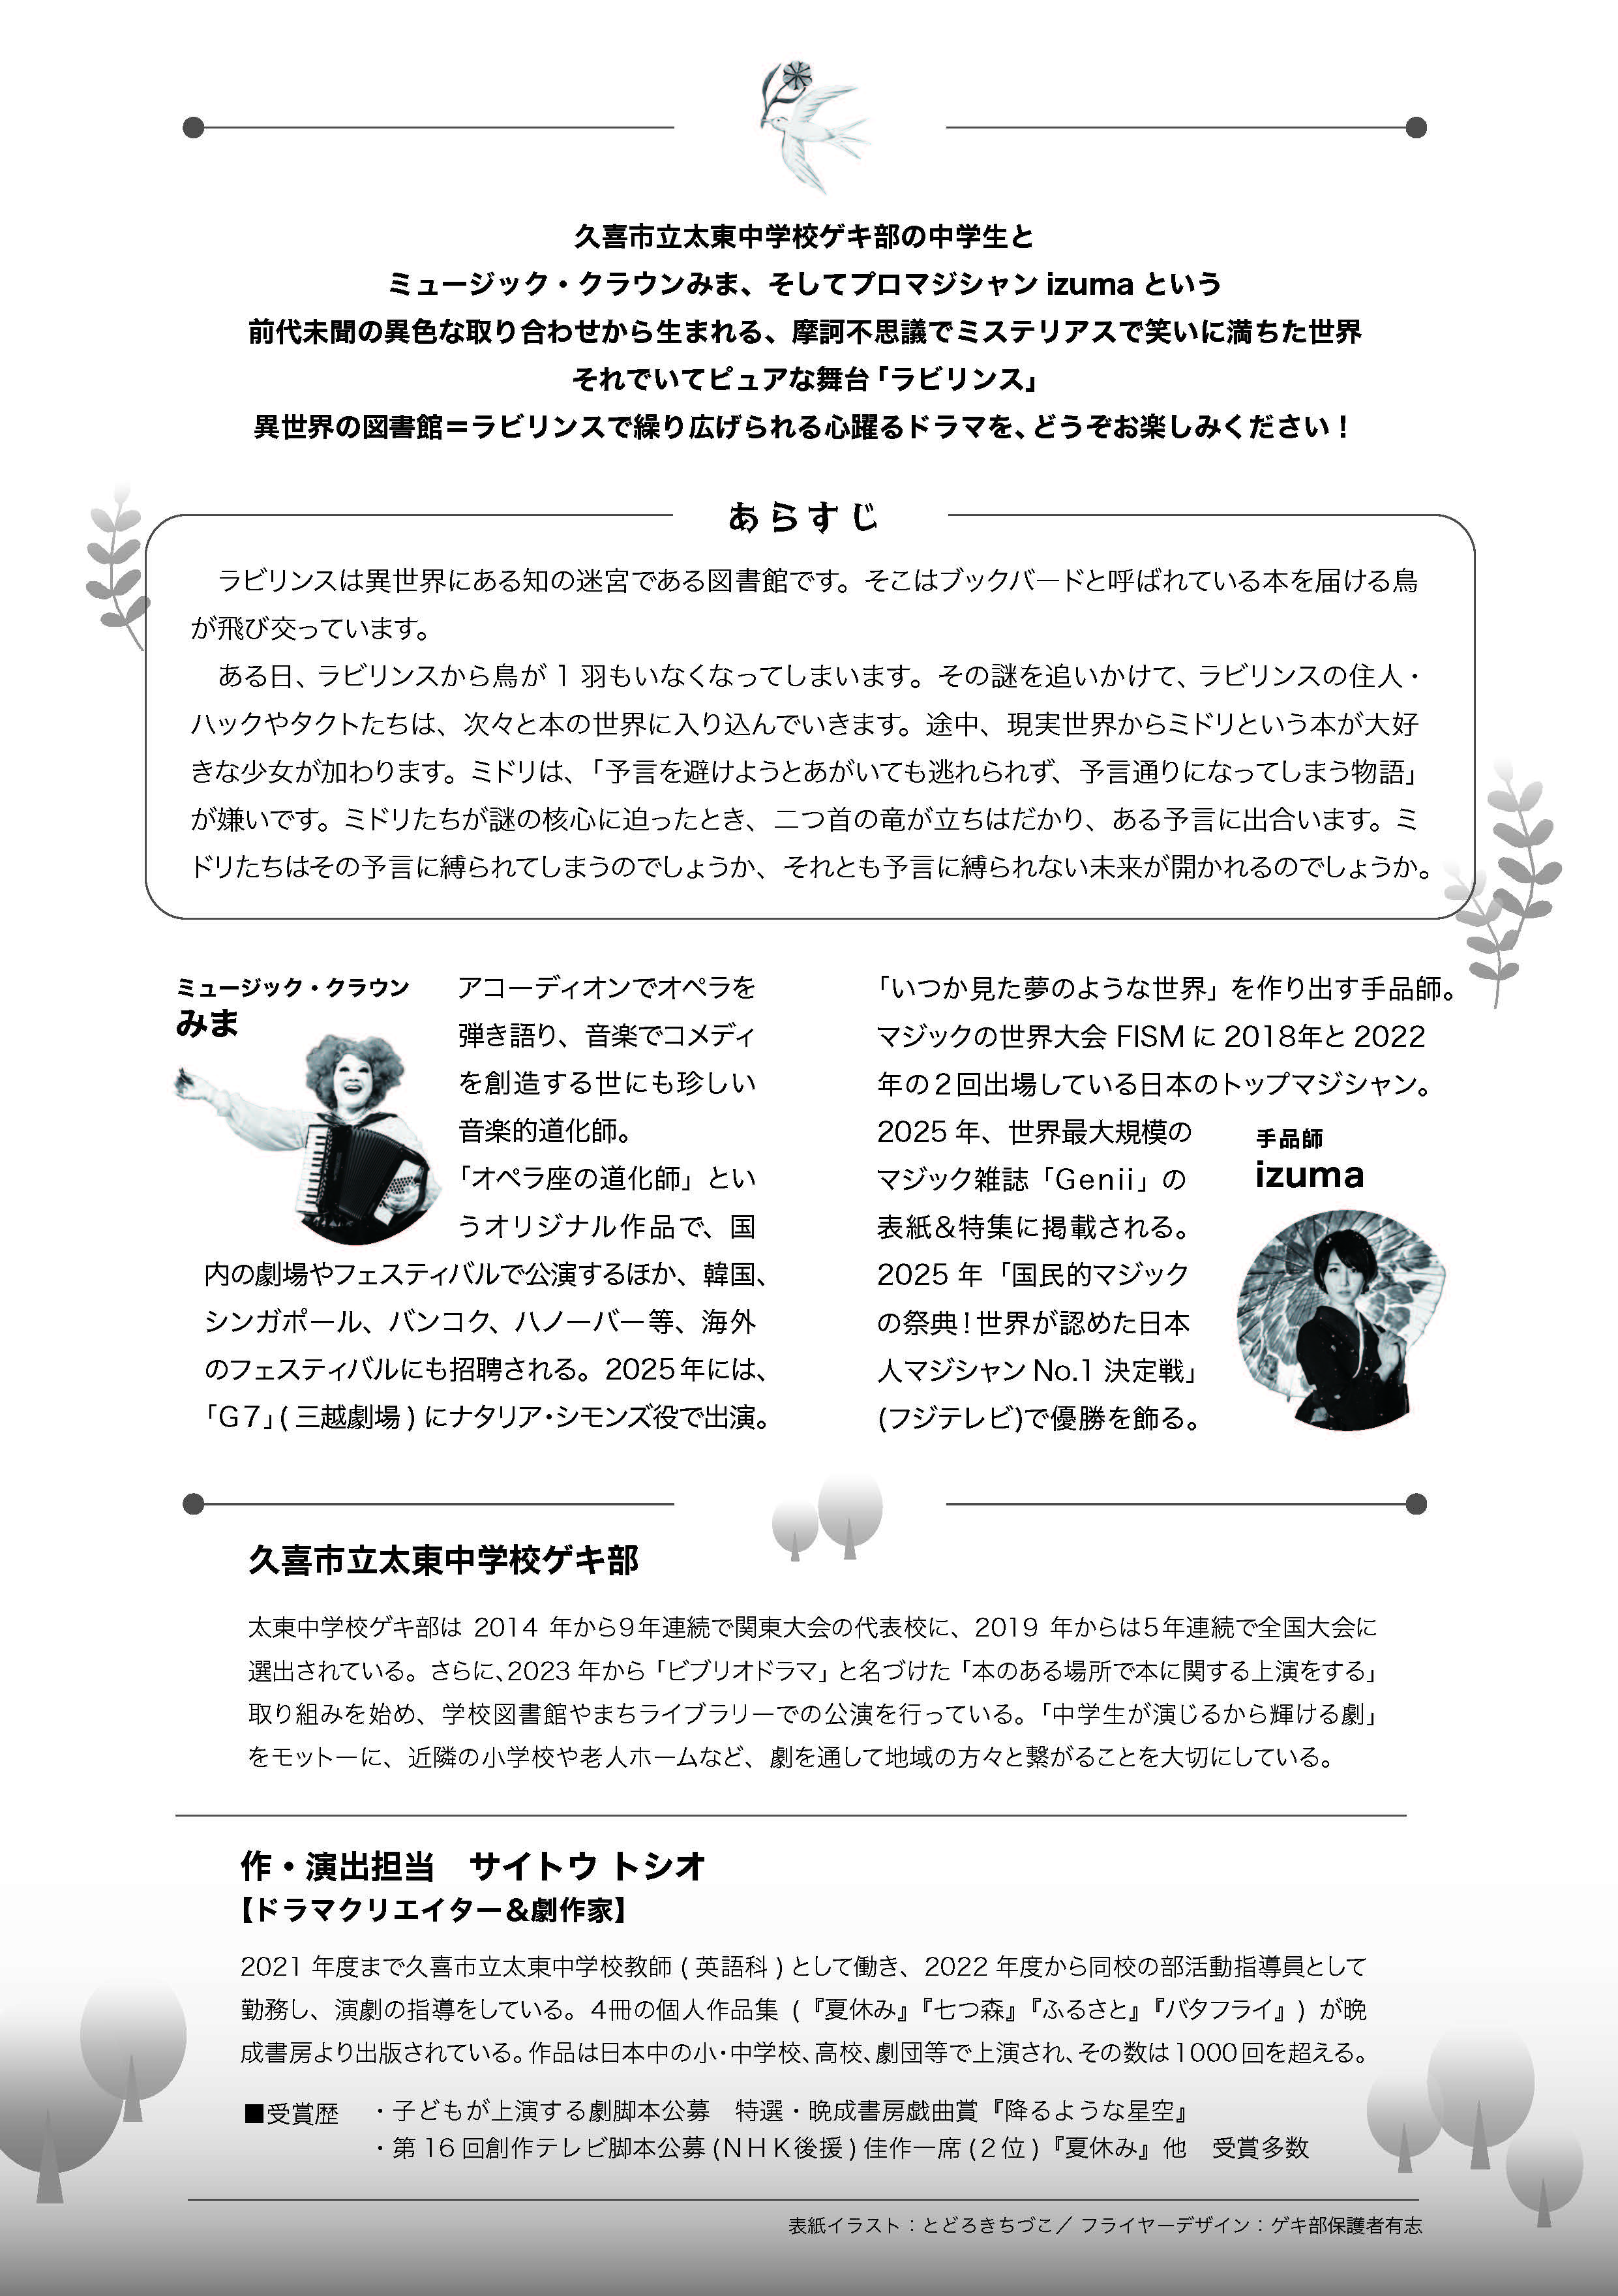 久喜市立太東中学校ゲキ部の中学生と
ミュージック・クラウンみま、そしてプロマジシャン izuma という
前代未聞の異色な取り合わせから生まれる、摩訶不思議でミステリアスで笑いに満ちた世界
それでいてピュアな舞台「ラビリンス」
異世界の図書館＝ラビリンスで繰り広げられる心躍るドラマを、どうぞお楽しみください！
あらすじ
ラビリンスは異世界にある知の迷宮である図書館です。そこはブックバードと呼ばれている本を届ける鳥
が飛び交っています。
ある日、ラビリンスから鳥が 1 羽もいなくなってしまいます。その謎を追いかけて、ラビリンスの住人・
ハックやタクトたちは、次々と本の世界に入り込んでいきます。途中、現実世界からミドリという本が大好
きな少女が加わります。ミドリは、「予言を避けようとあがいても逃れられず、予言通りになってしまう物語」
が嫌いです。ミドリたちが謎の核心に迫ったとき、二つ首の竜が立ちはだかり、ある予言に出合います。ミ
ドリたちはその予言に縛られてしまうのでしょうか、それとも予言に縛られない未来が開かれるのでしょうか。
ミュージック・クラウン
みま
アコーディオンでオペラを
弾き語り、音楽でコメディ
を創造する世にも珍しい
音楽的道化師。
「オペラ座の道化師」とい
うオリジナル作品で、国
内の劇場やフェスティバルで公演するほか、韓国、
シンガポール、バンコク、ハノーバー等、海外
のフェスティバルにも招聘される。2025年には、
「G７」( 三越劇場 ) にナタリア・シモンズ役で出演。
「いつか見た夢のような世界」を作り出す手品師。
マジックの世界大会 FISM に 2018年と 2022
年の２回出場している日本のトップマジシャン。
2025 年、世界最大規模の
マジック雑誌「Genii」の
表紙＆特集に掲載される。
2025 年「国民的マジック
の祭典！世界が認めた日本
人マジシャン No.1 決定戦」
(フジテレビ)で優勝を飾る。
手品師
izuma
久喜市立太東中学校ゲキ部
太東中学校ゲキ部は 2014 年から９年連続で関東大会の代表校に、2019 年からは５年連続で全国大会に
選出されている。さらに、2023 年から「ビブリオドラマ」と名づけた「本のある場所で本に関する上演をする」
取り組みを始め、学校図書館やまちライブラリーでの公演を行っている。「中学生が演じるから輝ける劇」
をモットーに、近隣の小学校や老人ホームなど、劇を通して地域の方々と繋がることを大切にしている。
作・演出担当　サイトウ トシオ
【ドラマクリエイター＆劇作家】
2021 年度まで久喜市立太東中学校教師 ( 英語科 ) として働き、2022 年度から同校の部活動指導員として
勤務し、演劇の指導をしている。４冊の個人作品集 (『夏休み』『七つ森』『ふるさと』『バタフライ』) が晩
成書房より出版されている。作品は日本中の小・中学校、高校、劇団等で上演され、その数は1000回を超える。
■受賞歴　・子どもが上演する劇脚本公募　特選・晩成書房戯曲賞『降るような星空』
・第 16 回創作テレビ脚本公募 (ＮＨＫ後援) 佳作一席 (２位)『夏休み』他　受賞多数
表紙イラスト：とどろきちづこ／ フライヤーデザイン：ゲキ部保護者有志